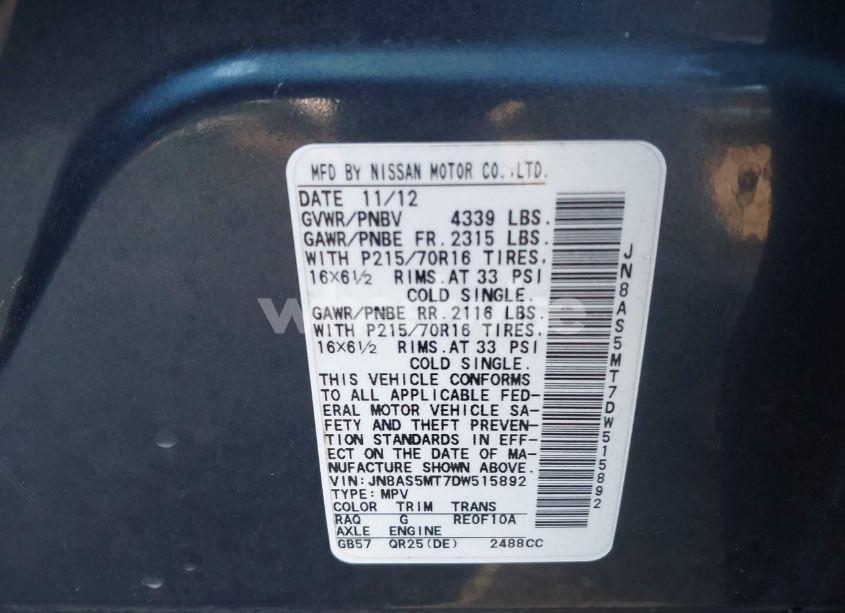 MFD BY NISSAN MOTOR CO.,LTD.
DATE 11/12
GVWR/PNBV 4339 LBS.
GAWR/PNBE FR. 2315 LBS.
WITH P215/70R16 TIRES,
16X6½ RIMS.AT 33 PSI
COLD SINGLE.
GAWR/PNBE RR. 2116 LBS.
WITH P215/70R16 TIRES,
16X6½ RIMS.AT 33 PSI
COLD SINGLE.
THIS VEHICLE CONFORMS
TO ALL APPLICABLE FED-
ERAL MOTOR VEHICLE SA-
FETY AND THEFT PREVEN-
TION STANDARDS IN EFF-
ECT ON THE DATE OF MA-
NUFACTURE SHOWN ABOVE.
VIN: JN8AS5MT7DW515892
TYPE: MPV
COLOR TRIM TRANS
RAQ G RE0F10A
AXLE ENGINE
GB57 QR25(DE) 2488CC
JN8AS5MT7DW515892